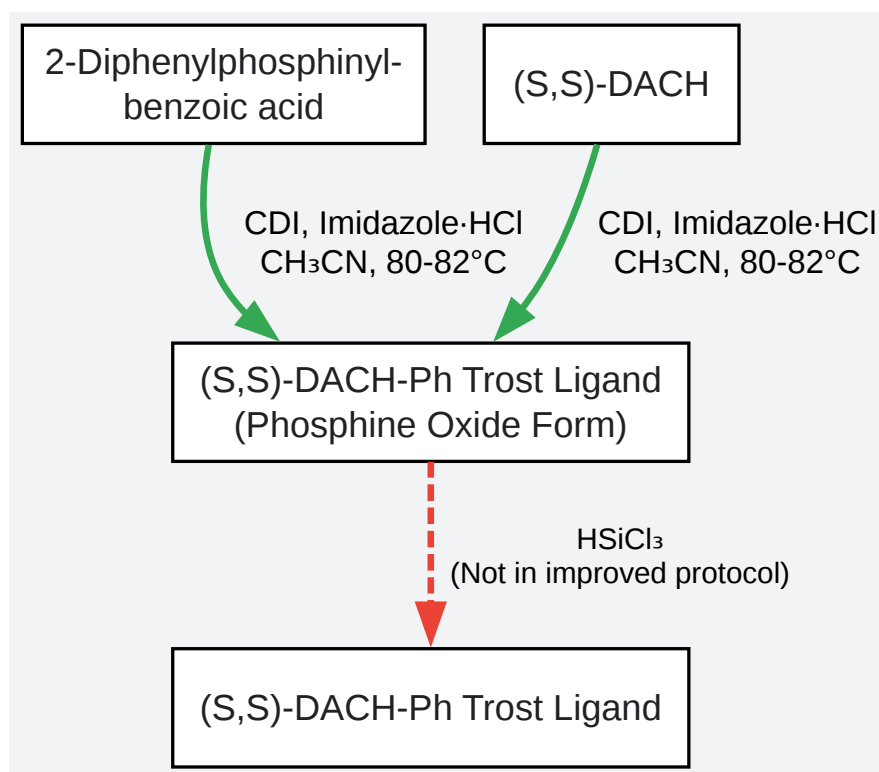 2-Diphenylphosphinyl-
benzoic acid
(S,S)-DACH
CDI, Imidazole·HCl
CH₃CN, 80-82°C
CDI, Imidazole·HCl
CH₃CN, 80-82°C
(S,S)-DACH-Ph Trost Ligand
(Phosphine Oxide Form)
HSiCl₃
(Not in improved protocol)
(S,S)-DACH-Ph Trost Ligand